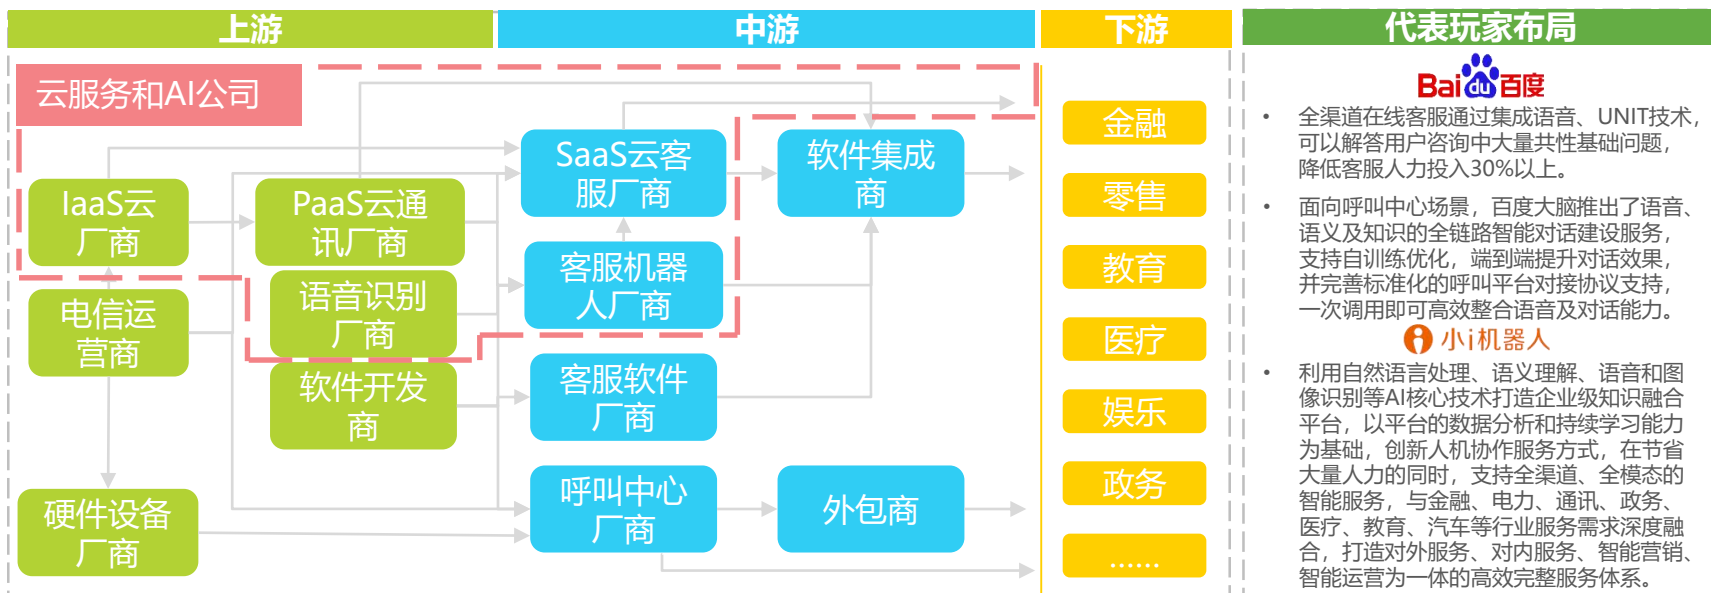 上游
中游
下游
代表玩家布局
云服务和AI公司
IaaS云
厂商
PaaS云通
讯厂商
语音识别
厂商
电信运
营商
软件开发
商
硬件设备
厂商
SaaS云客
服厂商
客服机器
人厂商
客服软件
厂商
呼叫中心
厂商
软件集成
商
外包商
金融
零售
教育
医疗
娱乐
政务
......
Bai du 百度
• 全渠道在线客服通过集成语音、UNIT技术，
可以解答用户咨询中大量共性基础问题，
降低客服人力投入30%以上。
• 面向呼叫中心场景，百度大脑推出了语音、
语义及知识的全链路智能对话建设服务，
支持自训练优化，端到端提升对话效果，
并完善标准化的呼叫平台对接协议支持，
一次调用即可高效整合语音及对话能力。
小i机器人
• 利用自然语言处理、语义理解、语音和图
像识别等AI核心技术打造企业级知识融合
平台，以平台的数据分析和持续学习能力
为基础，创新人机协作服务方式，在节省
大量人力的同时，支持全渠道、全模态的
智能服务，与金融、电力、通讯、政务、
医疗、教育、汽车等行业服务需求深度融
合，打造对外服务、对内服务、智能营销、
智能运营为一体的高效完整服务体系。